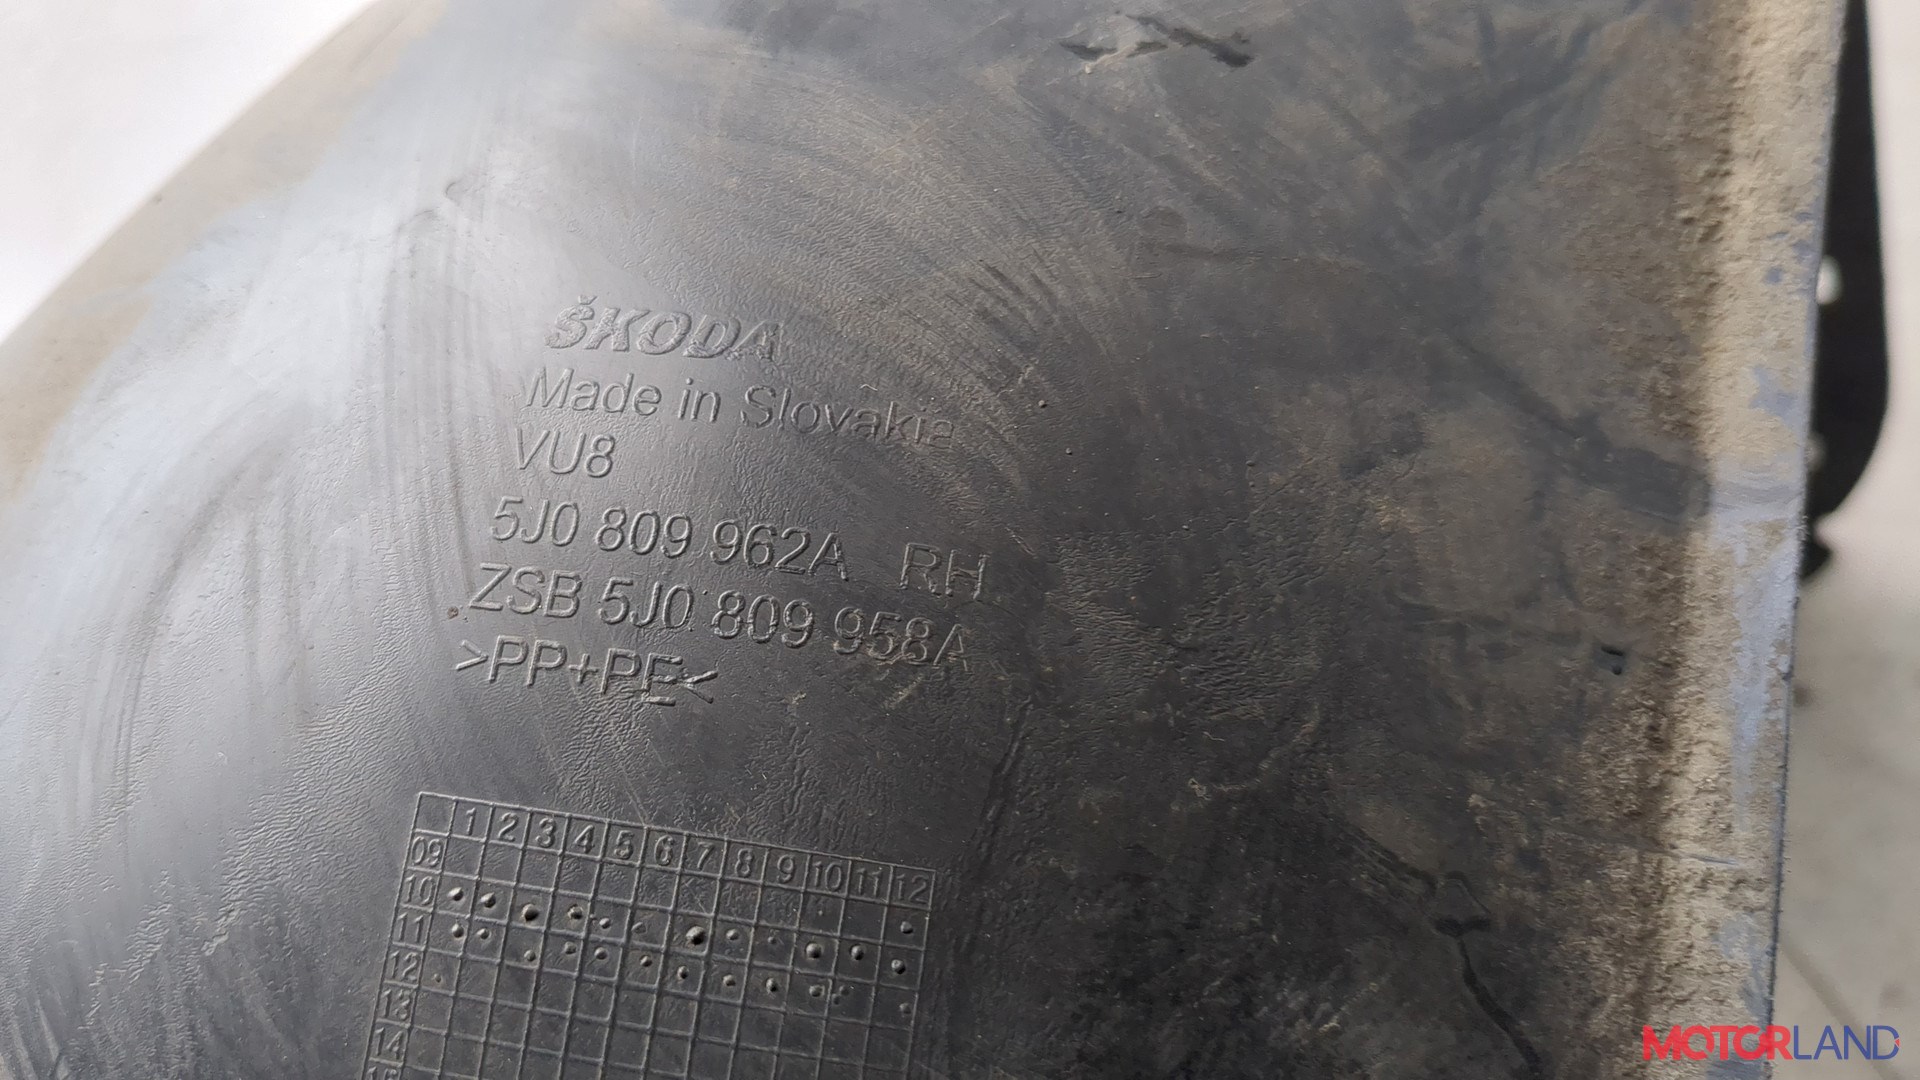 ŠKODA
Made in Slovakia
VU8
5J0 809 962A RH
ZSB 5J0 809 958A
>PP+PE<
1 2 3 4 5 6 7 8 9 10 11 12
09
10
11
12
13
14
15
MOTORLAND